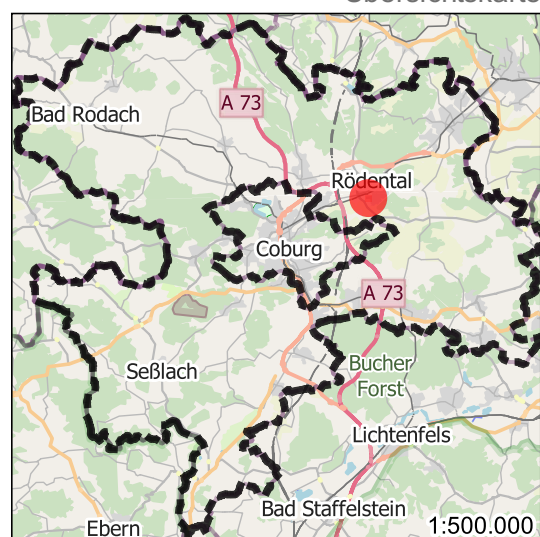 Übersichtskarte
A 73
Bad Rodach
Rödental
Coburg
A 73
Bucher
Forst
Seßlach
Lichtenfels
Bad Staffelstein
Ebern
1:500.000